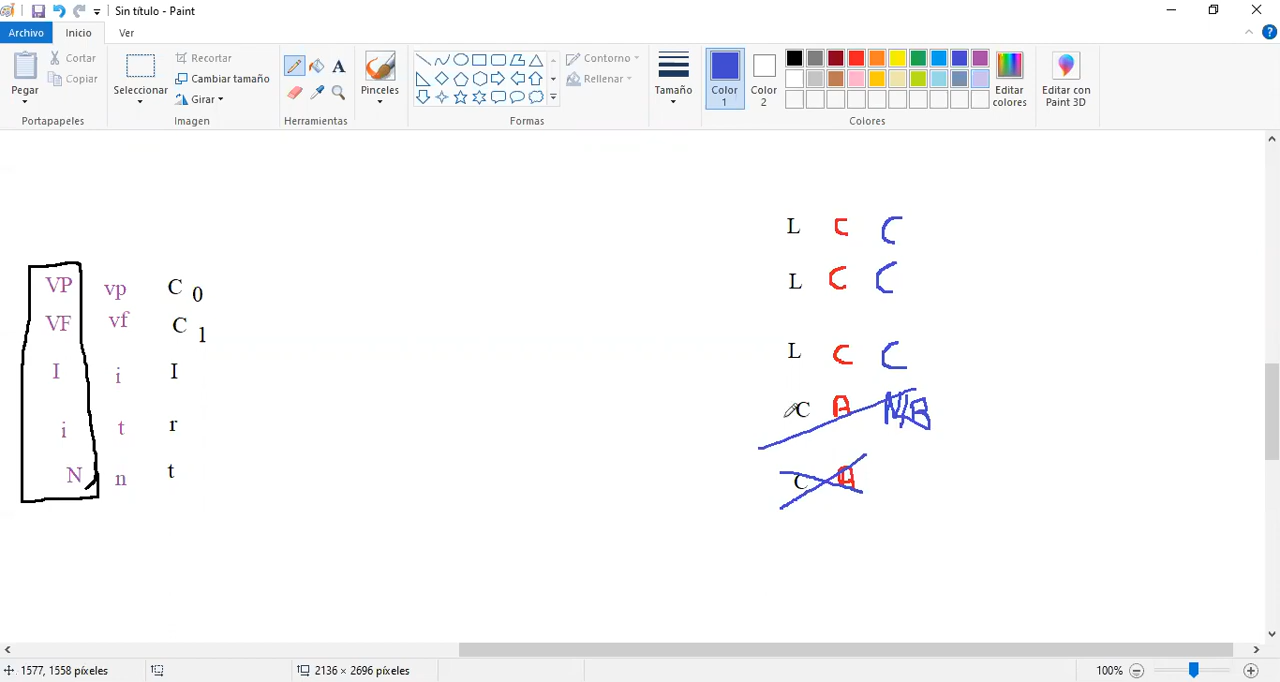 Sin título - Paint
Archivo Inicio Ver
Pegar
Cortar
Copiar
Portapapeles
Seleccionar
Recortar
Cambiar tamaño
Girar
Imagen
A
Herramientas
Pinceles
Contorno
Rellenar
Formas
Tamaño
Color 1
Color 2
Editar colores
Colores
Editar con Paint 3D
VP vp C 0
VF vf C 1
I i I
i t r
N n t
L C C
L C C
L C C
C A N/B
C A
1577, 1558 píxeles
2136 × 2696 píxeles
100%